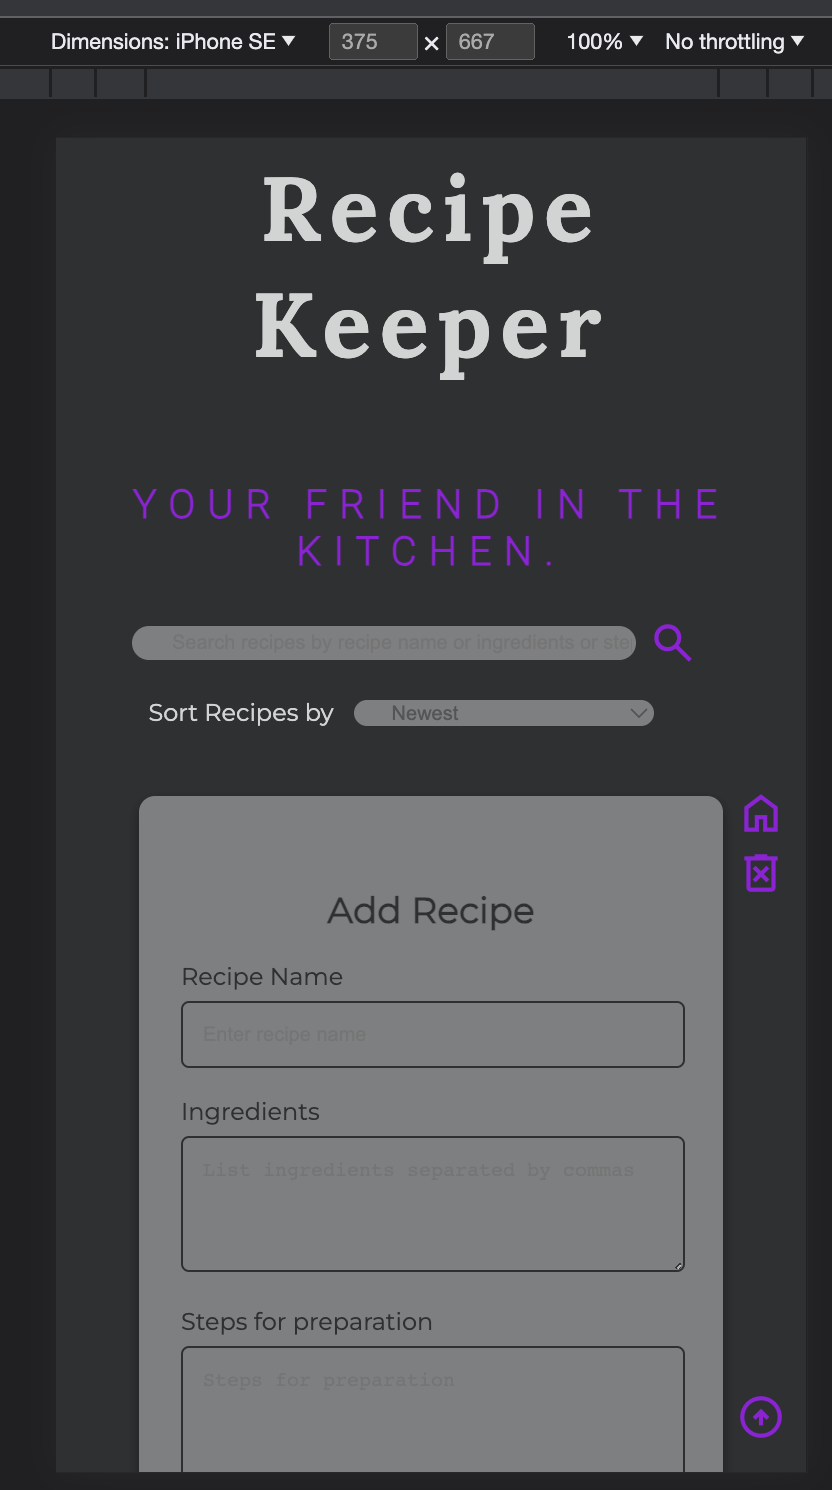 Dimensions: iPhone SE ▼ 375 × 667 100% ▼ No throttling ▼
Recipe
Keeper
YOUR FRIEND IN THE
KITCHEN.
Search recipes by recipe name or ingredients or ste
Sort Recipes by Newest
Add Recipe
Recipe Name
Enter recipe name
Ingredients
List ingredients separated by commas
Steps for preparation
Steps for preparation